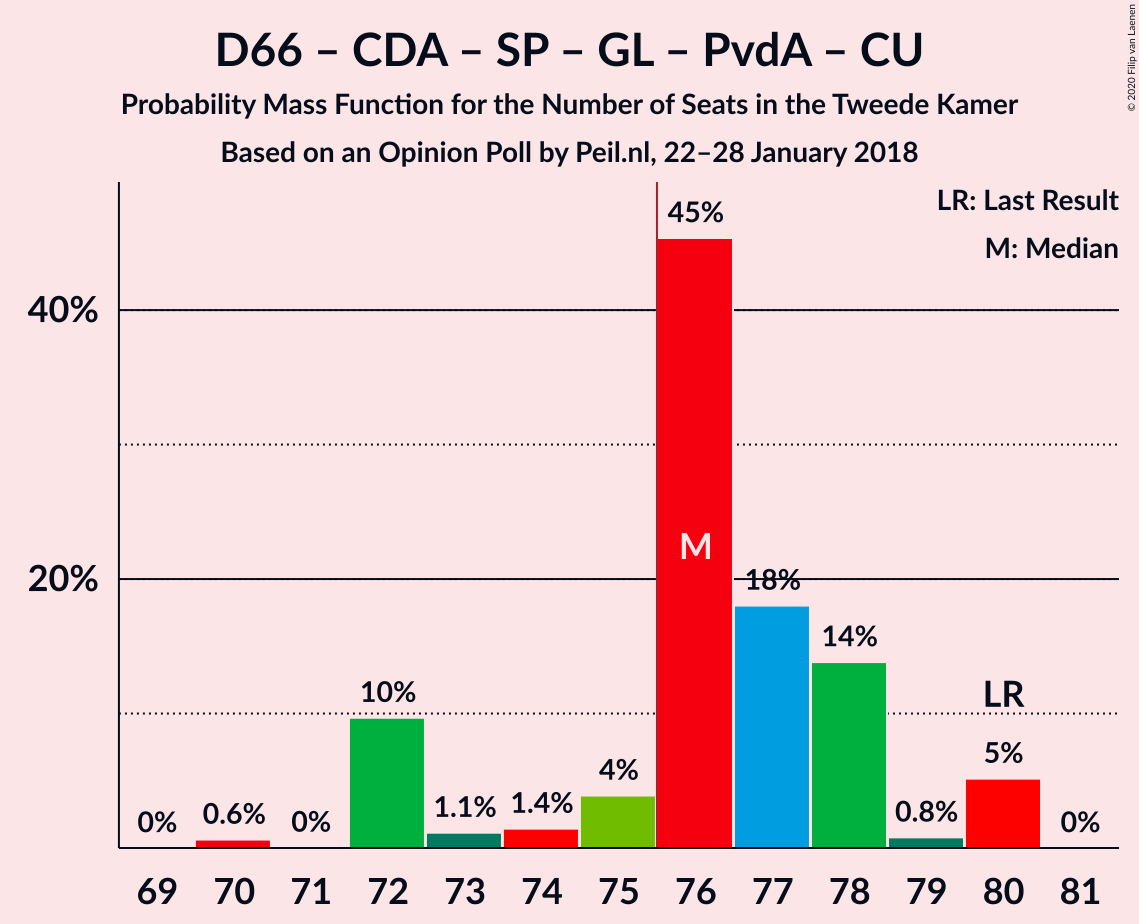 D66 – CDA – SP – GL – PvdA – CU
Probability Mass Function for the Number of Seats in the Tweede Kamer
Based on an Opinion Poll by Peil.nl, 22–28 January 2018
© 2020 Filip van Laenen
LR: Last Result
M: Median
40%
20%
0%
0.6%
0%
10%
1.1%
1.4%
4%
45%
M
18%
14%
0.8%
LR
5%
0%
69 70 71 72 73 74 75 76 77 78 79 80 81